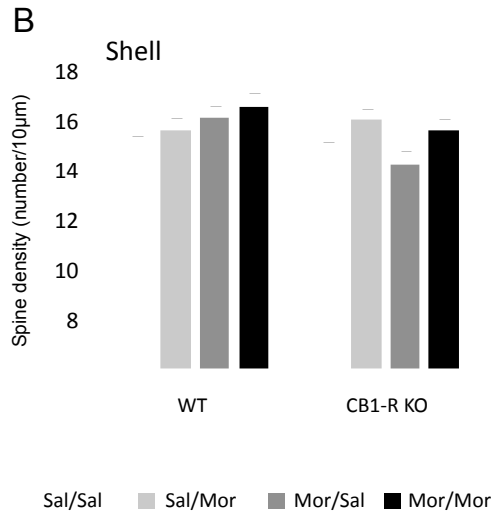 B
Shell
Spine density (number/10µm)
18
16
14
12
10
8
WT CB1-R KO
Sal/Sal Sal/Mor Mor/Sal Mor/Mor